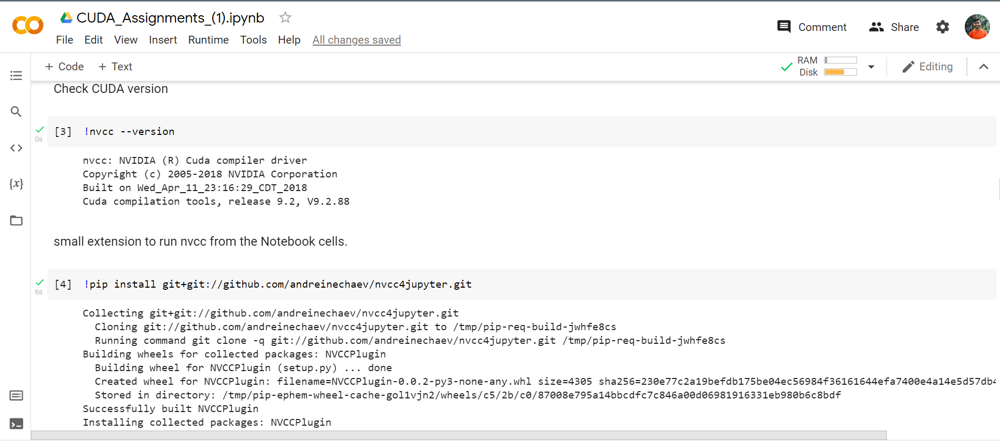 CUDA_Assignments_(1).ipynb
File Edit View Insert Runtime Tools Help All changes saved
Comment Share
+ Code + Text
RAM
Disk
Editing
Check CUDA version
[3] !nvcc --version
0s
nvcc: NVIDIA (R) Cuda compiler driver
Copyright (c) 2005-2018 NVIDIA Corporation
Built on Wed_Apr_11_23:16:29_CDT_2018
Cuda compilation tools, release 9.2, V9.2.88
small extension to run nvcc from the Notebook cells.
[4] !pip install git+git://github.com/andreinechaev/nvcc4jupyter.git
6s
Collecting git+git://github.com/andreinechaev/nvcc4jupyter.git
Cloning git://github.com/andreinechaev/nvcc4jupyter.git to /tmp/pip-req-build-jwhfe8cs
Running command git clone -q git://github.com/andreinechaev/nvcc4jupyter.git /tmp/pip-req-build-jwhfe8cs
Building wheels for collected packages: NVCCPlugin
Building wheel for NVCCPlugin (setup.py) ... done
Created wheel for NVCCPlugin: filename=NVCCPlugin-0.0.2-py3-none-any.whl size=4305 sha256=230e77c2a19befdb175be04ec56984f36161644efa7400e4a14e5d57db4
Stored in directory: /tmp/pip-ephem-wheel-cache-gol1vjn2/wheels/c5/2b/c0/87008e795a14bbcdfc7c846a00d06981916331eb980b6c8bdf
Successfully built NVCCPlugin
Installing collected packages: NVCCPlugin